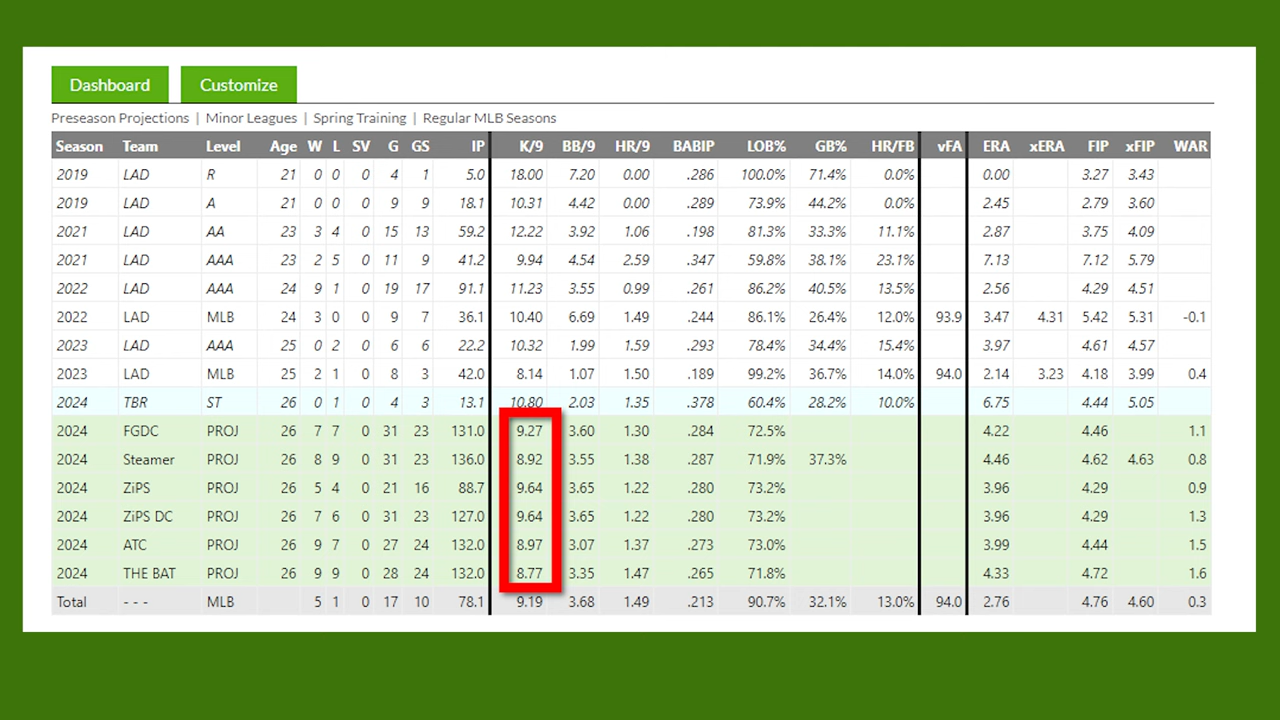 Dashboard Customize
Preseason Projections | Minor Leagues | Spring Training | Regular MLB Seasons
Season Team Level Age W L SV G GS IP K/9 BB/9 HR/9 BABIP LOB% GB% HR/FB vFA ERA xERA FIP xFIP WAR
2019 LAD R 21 0 0 0 4 1 5.0 18.00 7.20 0.00 .286 100.0% 71.4% 0.0% 0.00 3.27 3.43
2019 LAD A 21 0 0 0 9 9 18.1 10.31 4.42 0.00 .289 73.9% 44.2% 0.0% 2.45 2.79 3.60
2021 LAD AA 23 3 4 0 15 13 59.2 12.22 3.92 1.06 .198 81.3% 33.3% 11.1% 2.87 3.75 4.09
2021 LAD AAA 23 2 5 0 11 9 41.2 9.94 4.54 2.59 .347 59.8% 38.1% 23.1% 7.13 7.12 5.79
2022 LAD AAA 24 9 1 0 19 17 91.1 11.23 3.55 0.99 .261 86.2% 40.5% 13.5% 2.56 4.29 4.51
2022 LAD MLB 24 3 0 0 9 7 36.1 10.40 6.69 1.49 .244 86.1% 26.4% 12.0% 93.9 3.47 4.31 5.42 5.31 -0.1
2023 LAD AAA 25 0 2 0 6 6 22.2 10.32 1.99 1.59 .293 78.4% 34.4% 15.4% 3.97 4.61 4.57
2023 LAD MLB 25 2 1 0 8 3 42.0 8.14 1.07 1.50 .189 99.2% 36.7% 14.0% 94.0 2.14 3.23 4.18 3.99 0.4
2024 TBR ST 26 0 1 0 4 3 13.1 10.80 2.03 1.35 .378 60.4% 28.2% 10.0% 6.75 4.44 5.05
2024 FGDC PROJ 26 7 7 0 31 23 131.0 9.27 3.60 1.30 .284 72.5% 4.22 4.46 1.1
2024 Steamer PROJ 26 8 9 0 31 23 136.0 8.92 3.55 1.38 .287 71.9% 37.3% 4.46 4.62 4.63 0.8
2024 ZiPS PROJ 26 5 4 0 21 16 88.7 9.64 3.65 1.22 .280 73.2% 3.96 4.29 0.9
2024 ZiPS DC PROJ 26 7 6 0 31 23 127.0 9.64 3.65 1.22 .280 73.2% 3.96 4.29 1.3
2024 ATC PROJ 26 9 7 0 27 24 132.0 8.97 3.07 1.37 .273 73.0% 3.99 4.44 1.5
2024 THE BAT PROJ 26 9 9 0 28 24 132.0 8.77 3.35 1.47 .265 71.8% 4.33 4.72 1.6
Total - - - MLB 5 1 0 17 10 78.1 9.19 3.68 1.49 .213 90.7% 32.1% 13.0% 94.0 2.76 4.76 4.60 0.3